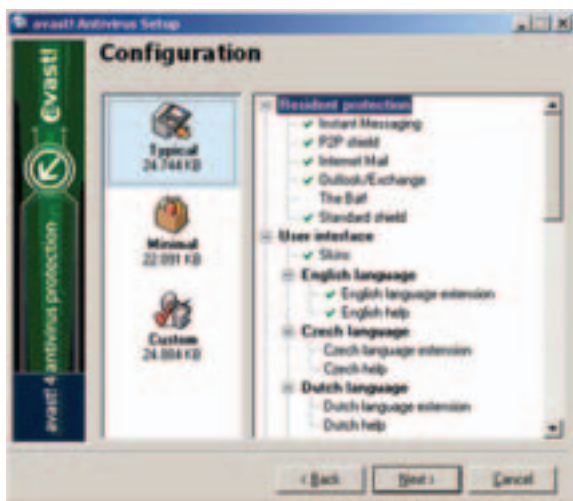 avast! Antivirus Setup
avast!
avast! 4 antivirus protection
Configuration
Typical
24.744 KB
Minimal
22.091 KB
Custom
24.804 KB
Resident protection
Instant Messaging
P2P shield
Internet Mail
Outlook/Exchange
The Bat!
Standard shield
User interface
Skins
English language
English language extension
English help
Czech language
Czech language extension
Czech help
Dutch language
Dutch language extension
Dutch help
< Back
Next >
Cancel